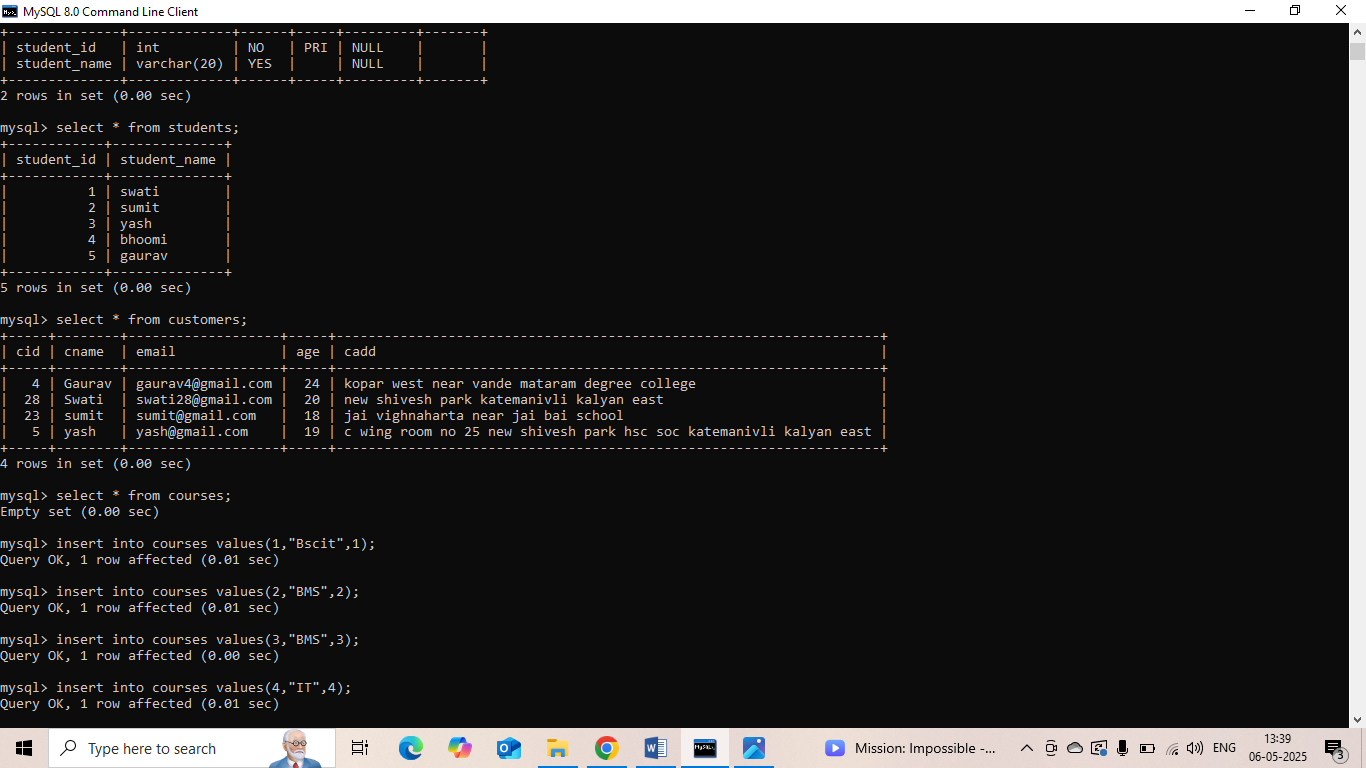 MySQL 8.0 Command Line Client
+--------------+-------------+------+-----+---------+-------+
| student_id   | int         | NO   | PRI | NULL    |       |
| student_name | varchar(20) | YES  |     | NULL    |       |
+--------------+-------------+------+-----+---------+-------+
2 rows in set (0.00 sec)
mysql> select * from students;
+------------+--------------+
| student_id | student_name |
+------------+--------------+
|          1 | swati        |
|          2 | sumit        |
|          3 | yash         |
|          4 | bhoomi       |
|          5 | gaurav       |
+------------+--------------+
5 rows in set (0.00 sec)
mysql> select * from customers;
+-----+--------+-------------------+-----+--------------------------------------------------------------------+
| cid | cname  | email             | age | cadd                                                               |
+-----+--------+-------------------+-----+--------------------------------------------------------------------+
|   4 | Gaurav | gaurav4@gmail.com |  24 | kopar west near vande mataram degree college                       |
|  28 | Swati  | swati28@gmail.com |  20 | new shivesh park katemanivli kalyan east                           |
|  23 | sumit  | sumit@gmail.com   |  18 | jai vighnaharta near jai bai school                                |
|   5 | yash   | yash@gmail.com    |  19 | c wing room no 25 new shivesh park hsc soc katemanivli kalyan east |
+-----+--------+-------------------+-----+--------------------------------------------------------------------+
4 rows in set (0.00 sec)
mysql> select * from courses;
Empty set (0.00 sec)
mysql> insert into courses values(1,"Bscit",1);
Query OK, 1 row affected (0.01 sec)
mysql> insert into courses values(2,"BMS",2);
Query OK, 1 row affected (0.01 sec)
mysql> insert into courses values(3,"BMS",3);
Query OK, 1 row affected (0.00 sec)
mysql> insert into courses values(4,"IT",4);
Query OK, 1 row affected (0.01 sec)
Type here to search
Mission: Impossible -...
ENG
13:39
06-05-2025
3